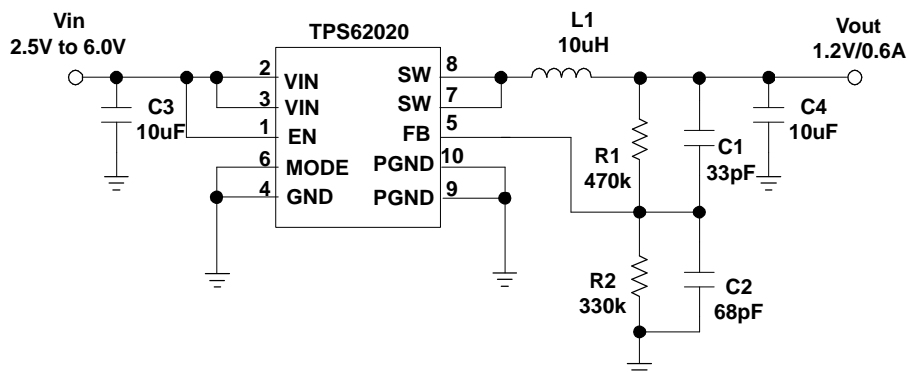 Vin
2.5V to 6.0V
TPS62020
L1
10uH
Vout
1.2V/0.6A
2 VIN
3 VIN
1 EN
6 MODE
4 GND
SW 8
SW 7
FB 5
PGND 10
PGND 9
C3
10uF
R1
470k
C1
33pF
C4
10uF
R2
330k
C2
68pF